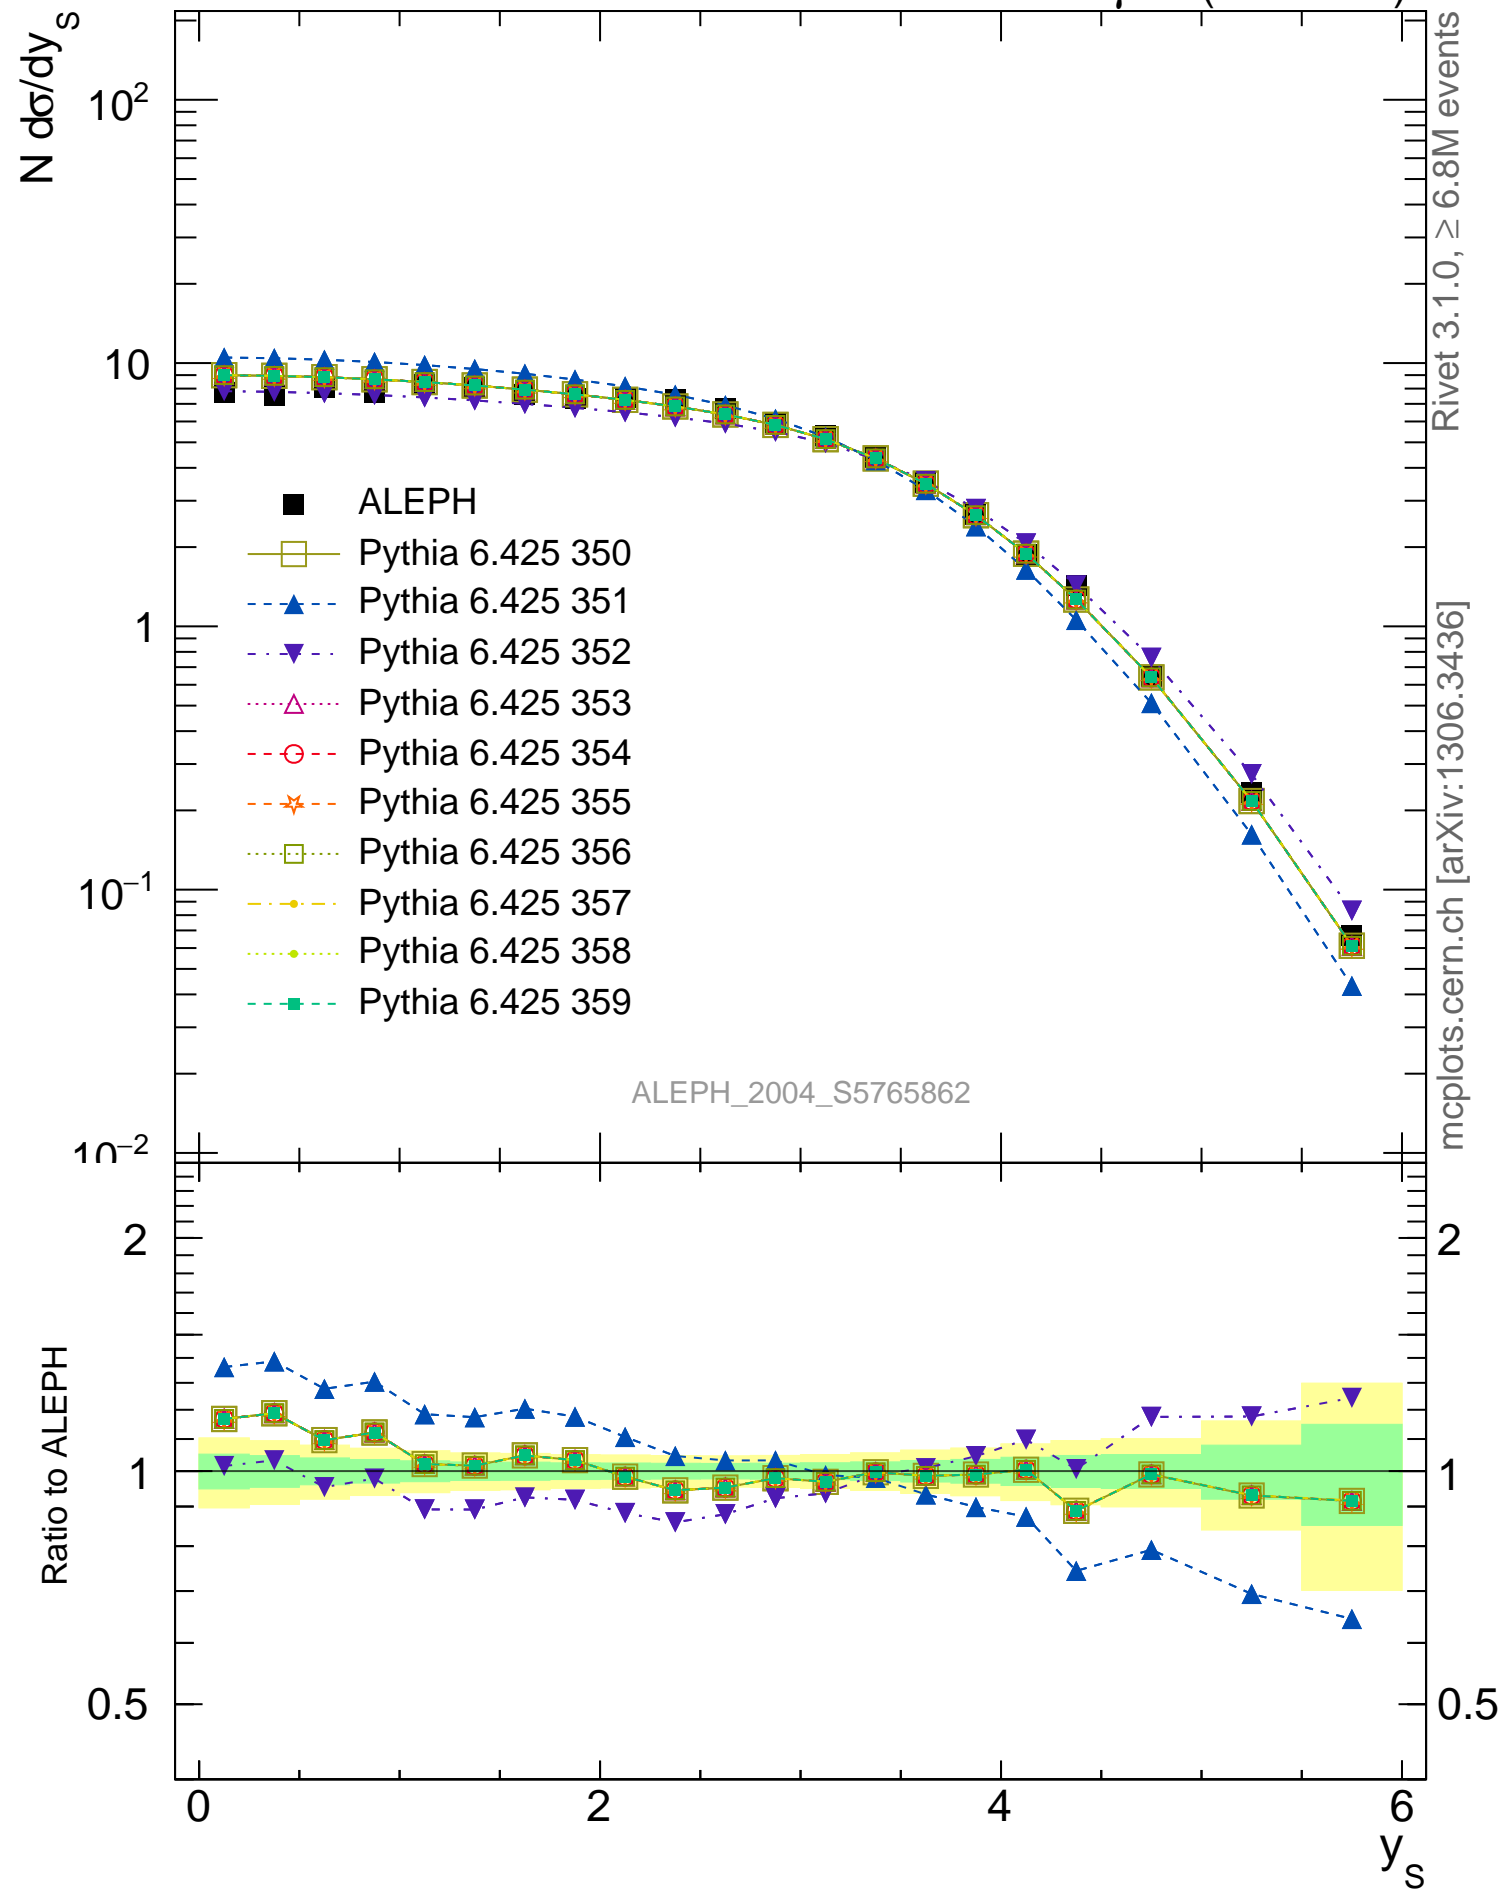 N dσ/dy_S
10²
10
1
10⁻¹
10⁻²
ALEPH
Pythia 6.425 350
Pythia 6.425 351
Pythia 6.425 352
Pythia 6.425 353
Pythia 6.425 354
Pythia 6.425 355
Pythia 6.425 356
Pythia 6.425 357
Pythia 6.425 358
Pythia 6.425 359
ALEPH_2004_S5765862
Rivet 3.1.0, ≥ 6.8M events
mcplots.cern.ch [arXiv:1306.3436]
Ratio to ALEPH
2
1
0.5
2
1
0.5
0 2 4 6
y_S